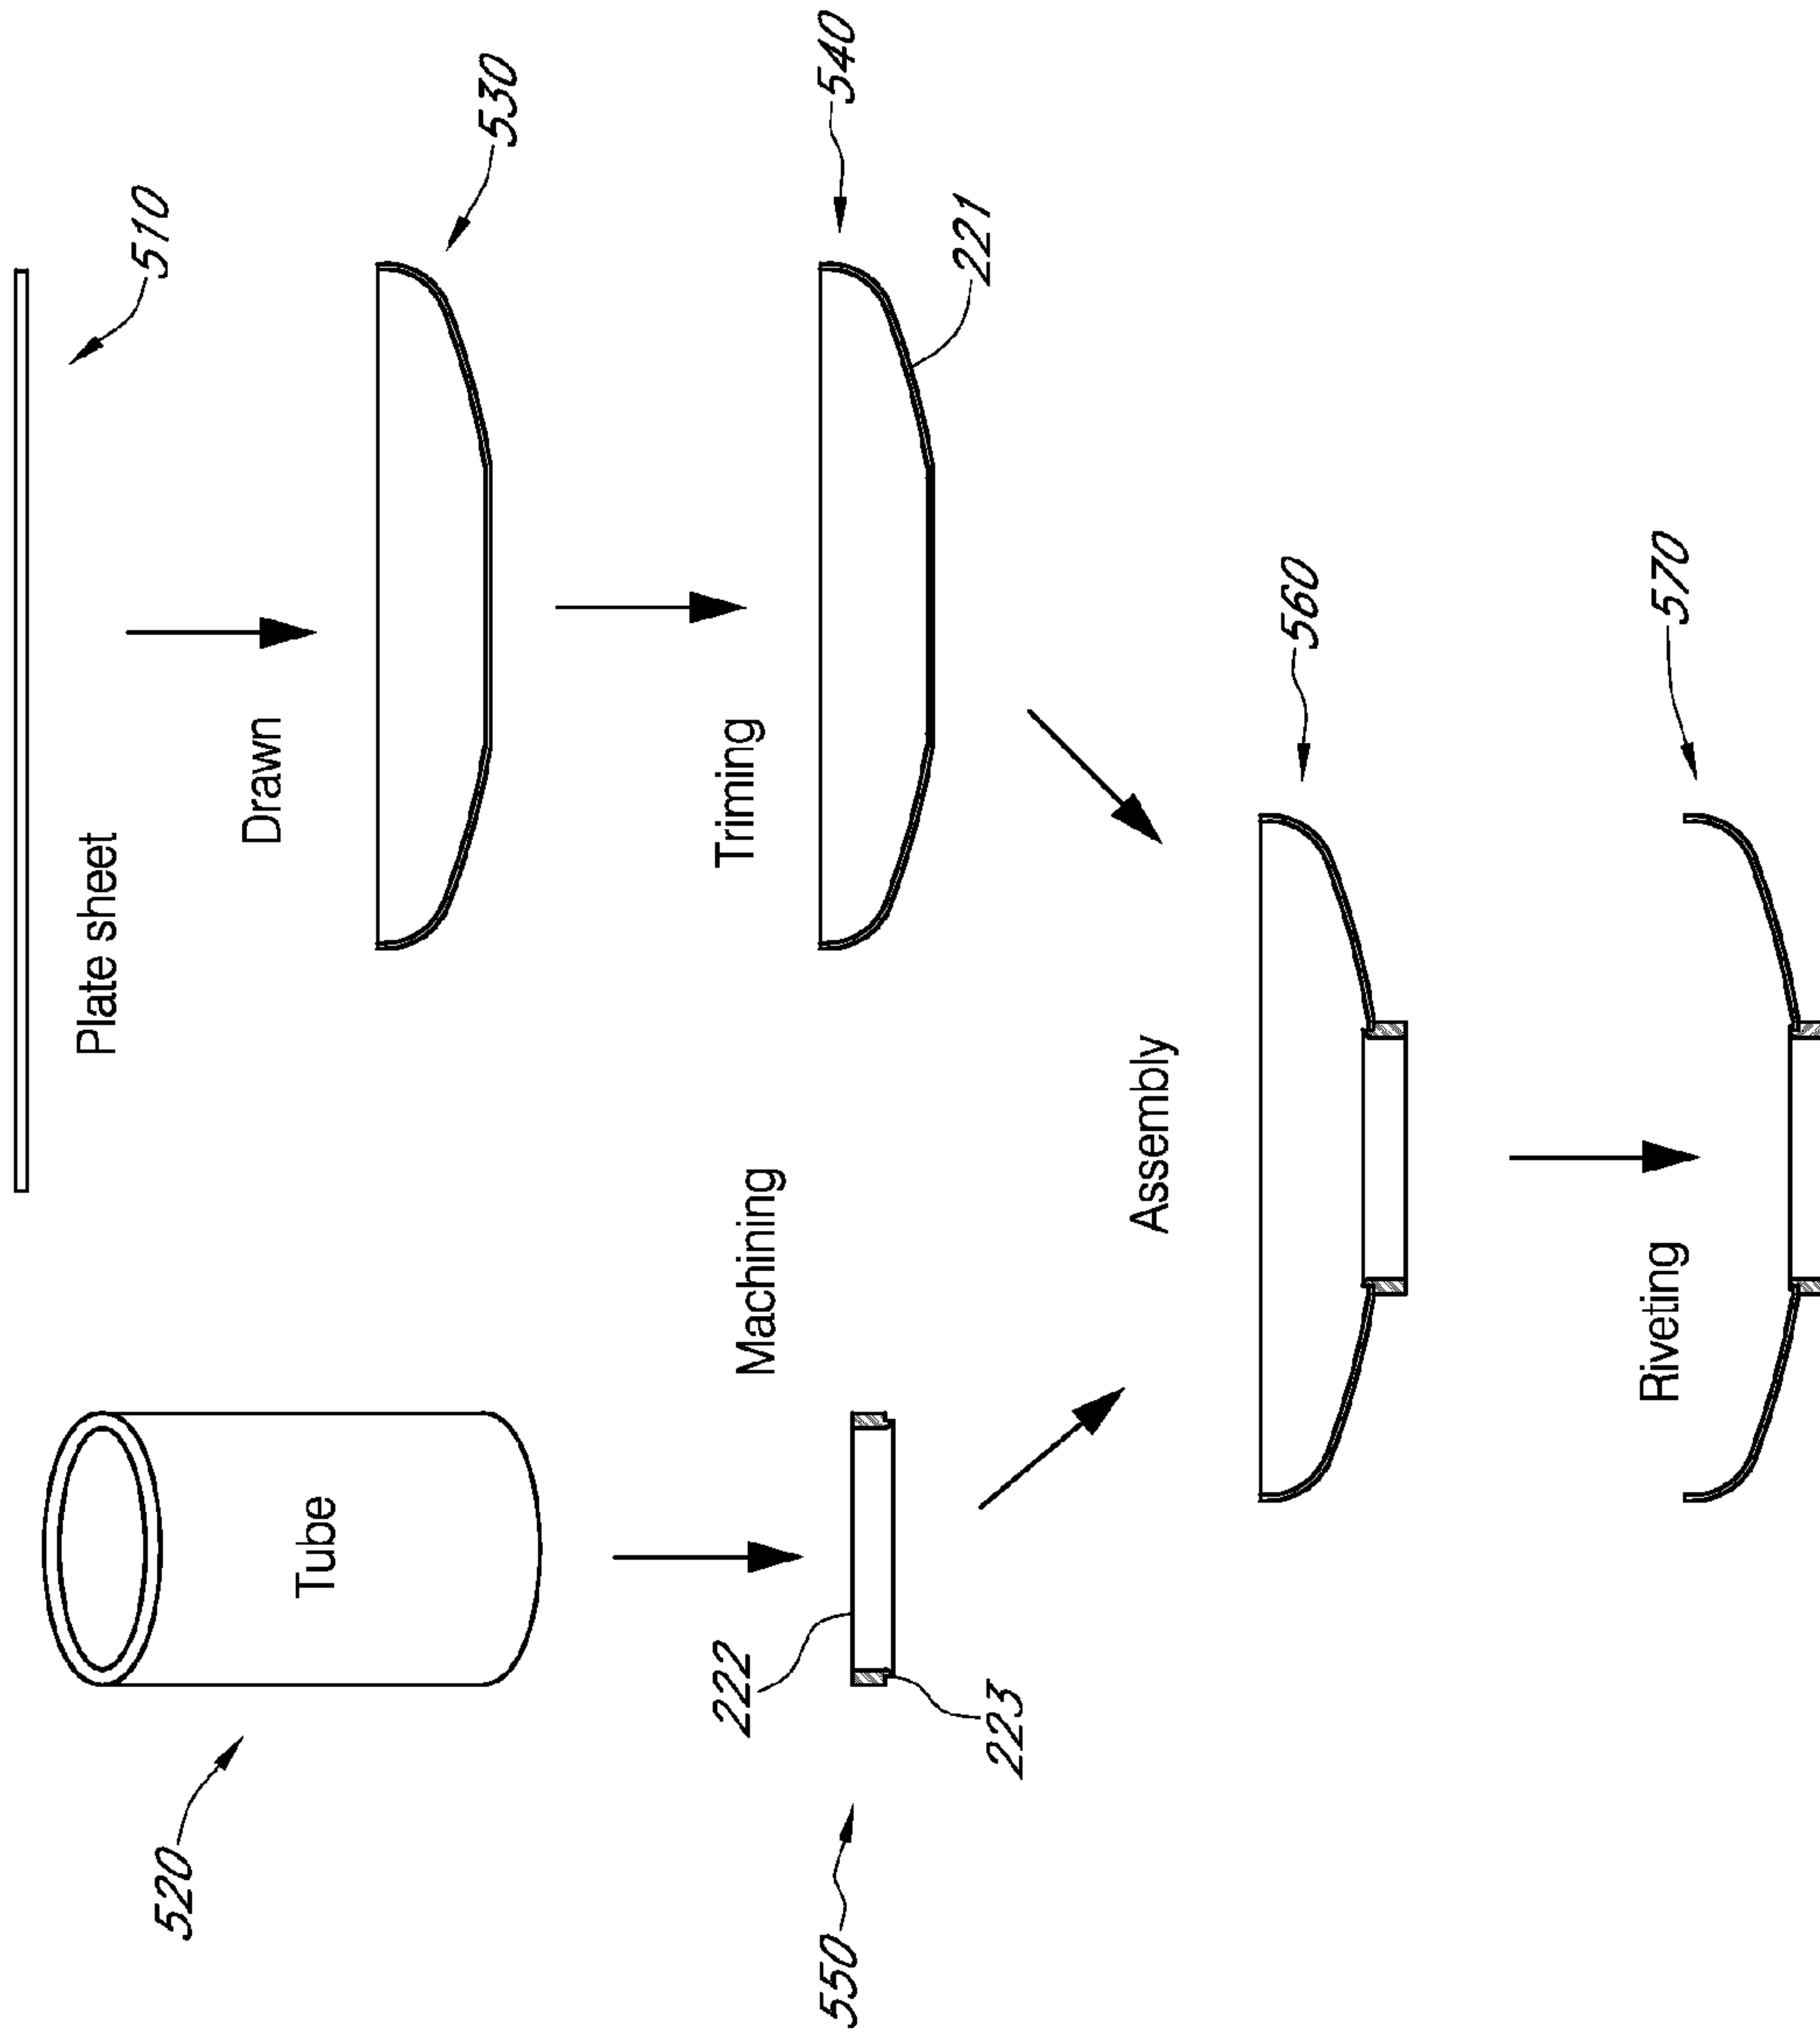 510
Plate sheet
520
Tube
Drawn
530
Machining
Triming
540
221
222
223
550
Assembly
560
Riveting
570